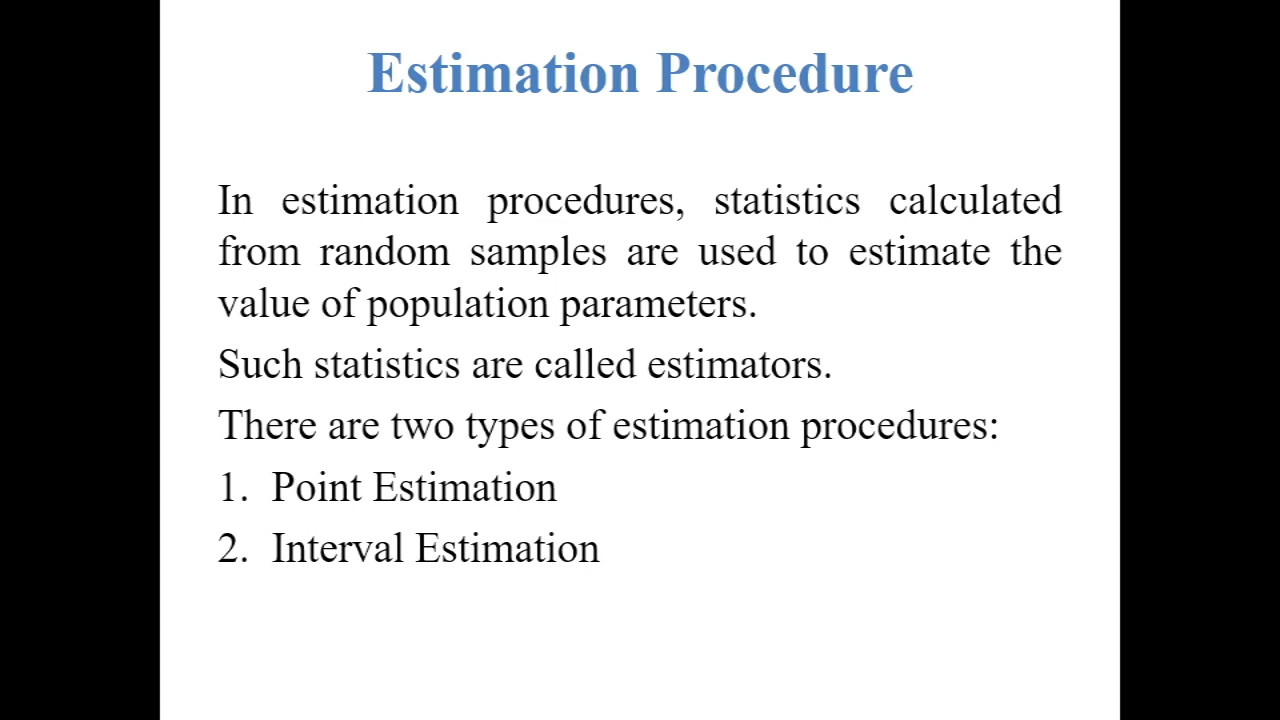 Estimation Procedure
In estimation procedures, statistics calculated
from random samples are used to estimate the
value of population parameters.
Such statistics are called estimators.
There are two types of estimation procedures:
1. Point Estimation
2. Interval Estimation